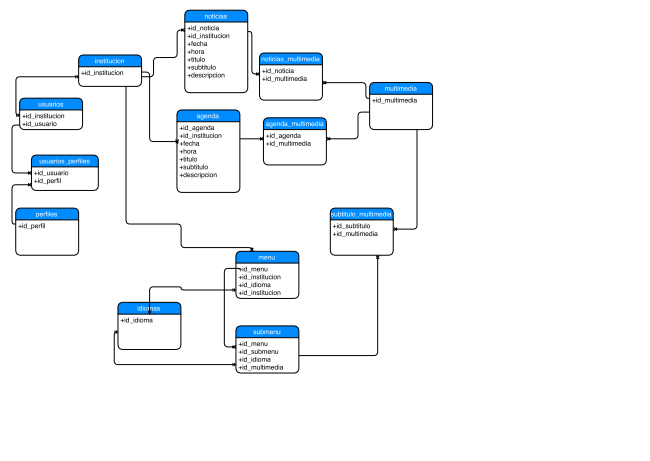 noticias
+id_noticia
+id_institucion
+fecha
+hora
+titulo
+subtitulo
+descripcion
institucion
+id_institucion
noticias_multimedia
+id_noticia
+id_multimedia
multimedia
+id_multimedia
usuarios
+id_institucion
+id_usuario
agenda
+id_agenda
+id_institucion
+fecha
+hora
+titulo
+subtitulo
+descripcion
agenda_multimedia
+id_agenda
+id_multimedia
usuarios_perfiles
+id_usuario
+id_perfil
perfiles
+id_perfil
subtitulo_multimedia
+id_subtitulo
+id_multimedia
menu
+id_menu
+id_institucion
+id_idioma
+id_institucion
idiomas
+id_idioma
submenu
+id_menu
+id_submenu
+id_idioma
+id_multimedia